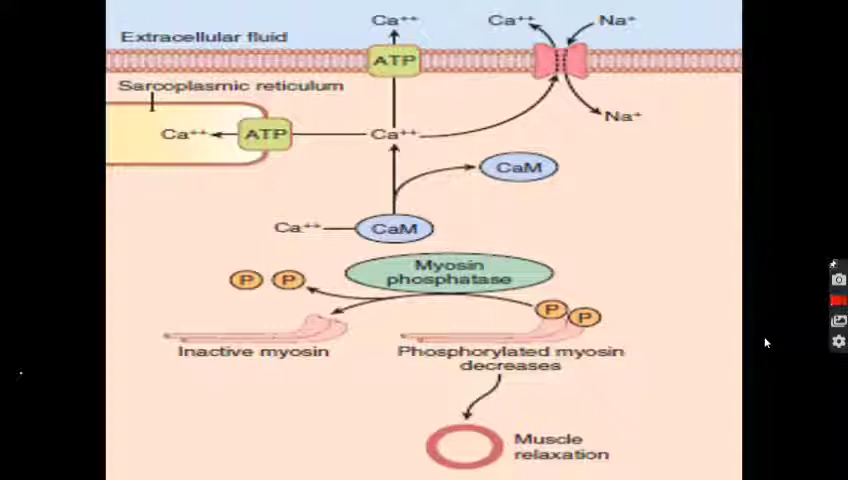 Ca⁺⁺
Ca⁺⁺
Na⁺
Extracellular fluid
ATP
Sarcoplasmic reticulum
Na⁺
Ca⁺⁺
ATP
Ca⁺⁺
CaM
Ca⁺⁺
CaM
Myosin
phosphatase
P
P
P
P
Inactive myosin
Phosphorylated myosin
decreases
Muscle
relaxation